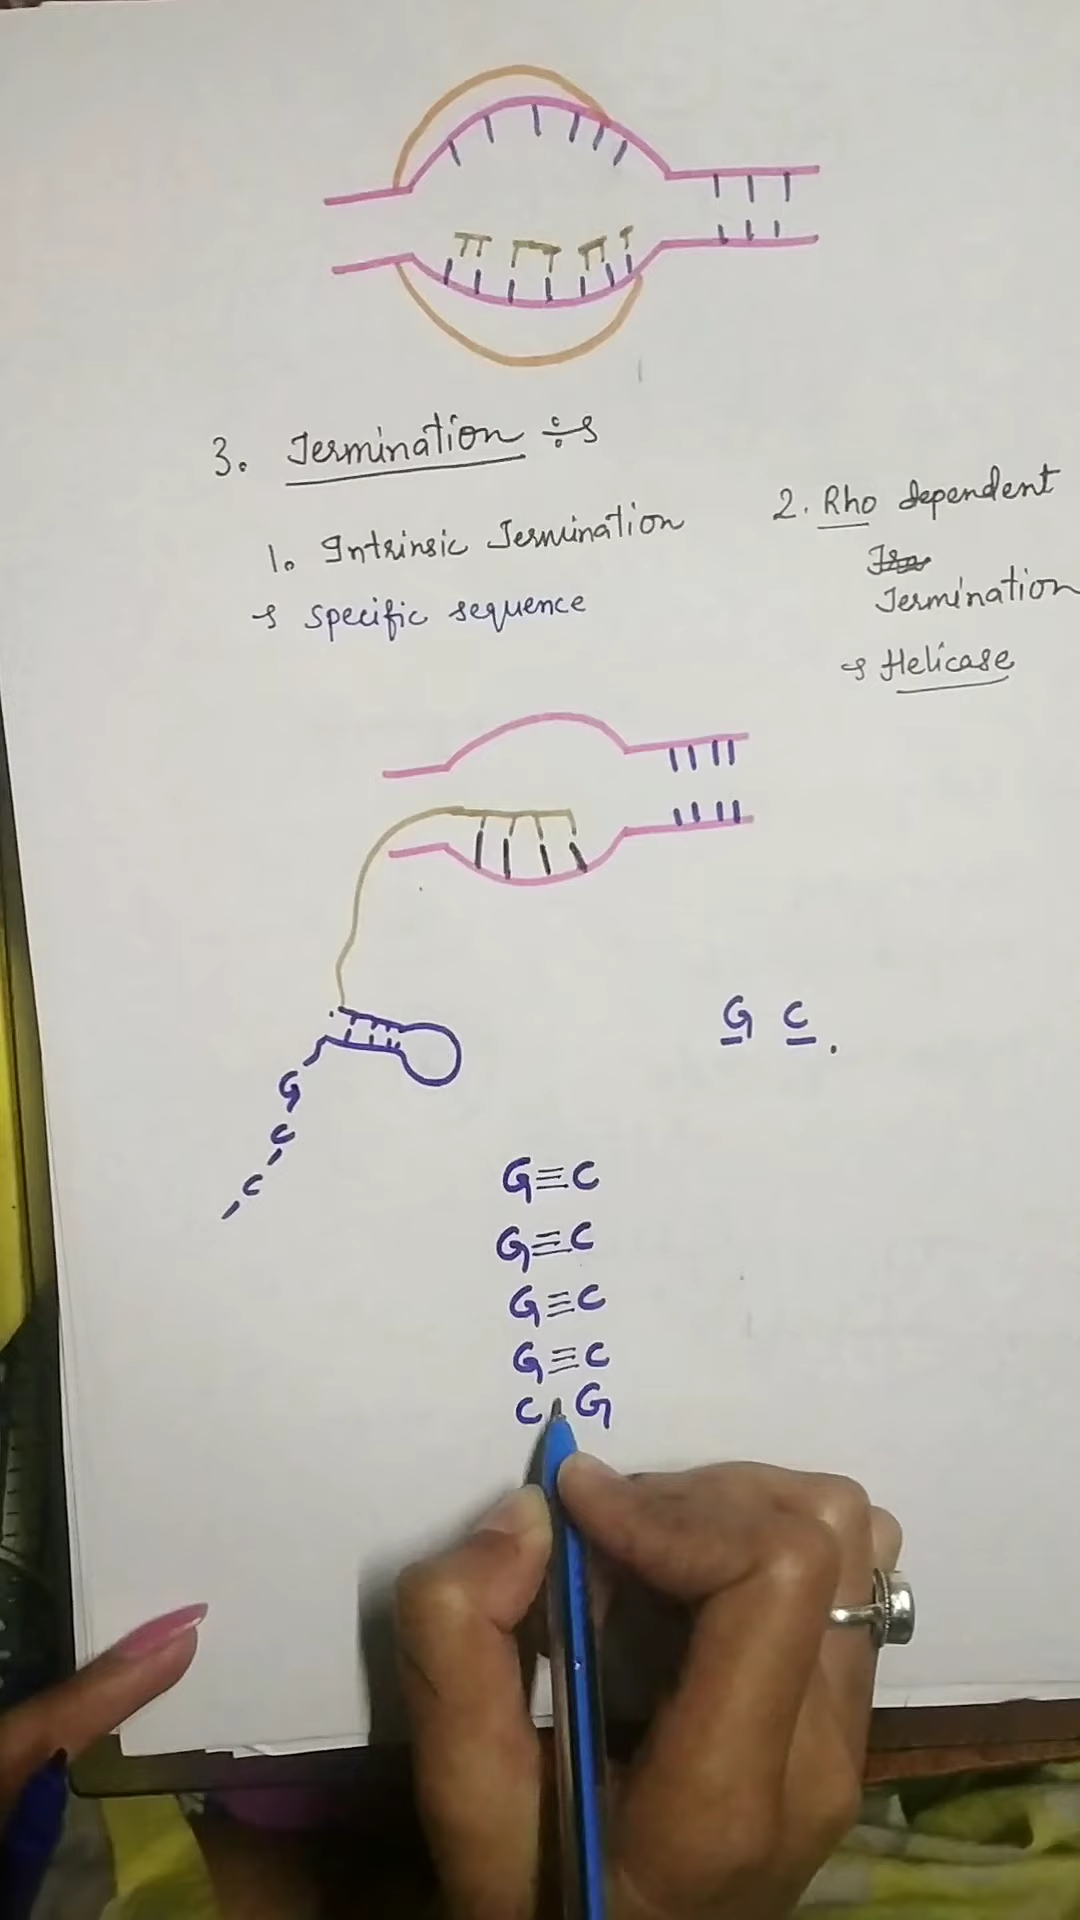 3. Termination :-
1. Intrinsic Termination
→ specific sequence
2. Rho dependent
Termination
→ Helicase
G C .
G
C
C
G≡C
G≡C
G≡C
G≡C
C G